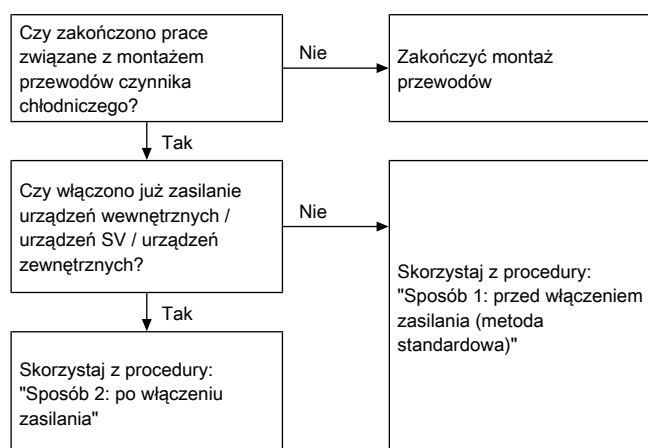 Czy zakończono prace
związane z montażem
przewodów czynnika
chłodniczego?
Nie
Zakończyć montaż
przewodów
Tak
Czy włączono już zasilanie
urządzeń wewnętrznych /
urządzeń SV / urządzeń
zewnętrznych?
Nie
Skorzystaj z procedury:
"Sposób 1: przed włączeniem
zasilania (metoda
standardowa)"
Tak
Skorzystaj z procedury:
"Sposób 2: po włączeniu
zasilania"